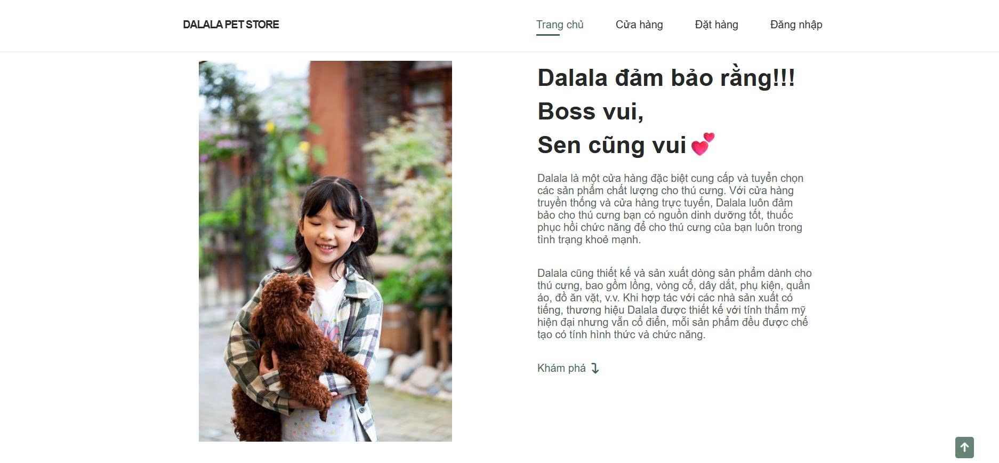 DALALA PET STORE
Trang chủ
Cửa hàng
Đặt hàng
Đăng nhập
Dalala đảm bảo rằng!!!
Boss vui,
Sen cũng vui 💕
Dalala là một cửa hàng đặc biệt cung cấp và tuyển chọn
các sản phẩm chất lượng cho thú cưng. Với cửa hàng
truyền thống và cửa hàng trực tuyến, Dalala luôn đảm
bảo cho thú cưng bạn có nguồn dinh dưỡng tốt, thuốc
phục hồi chức năng để cho thú cưng của bạn luôn trong
tình trạng khoẻ mạnh.
Dalala cũng thiết kế và sản xuất dòng sản phẩm dành cho
thú cưng, bao gồm lồng, vòng cổ, dây dắt, phụ kiện, quần
áo, đồ ăn vặt, v.v. Khi hợp tác với các nhà sản xuất có
tiếng, thương hiệu Dalala được thiết kế với tính thẩm mỹ
hiện đại nhưng vẫn cổ điển, mỗi sản phẩm đều được chế
tạo có tính hình thức và chức năng.
Khám phá